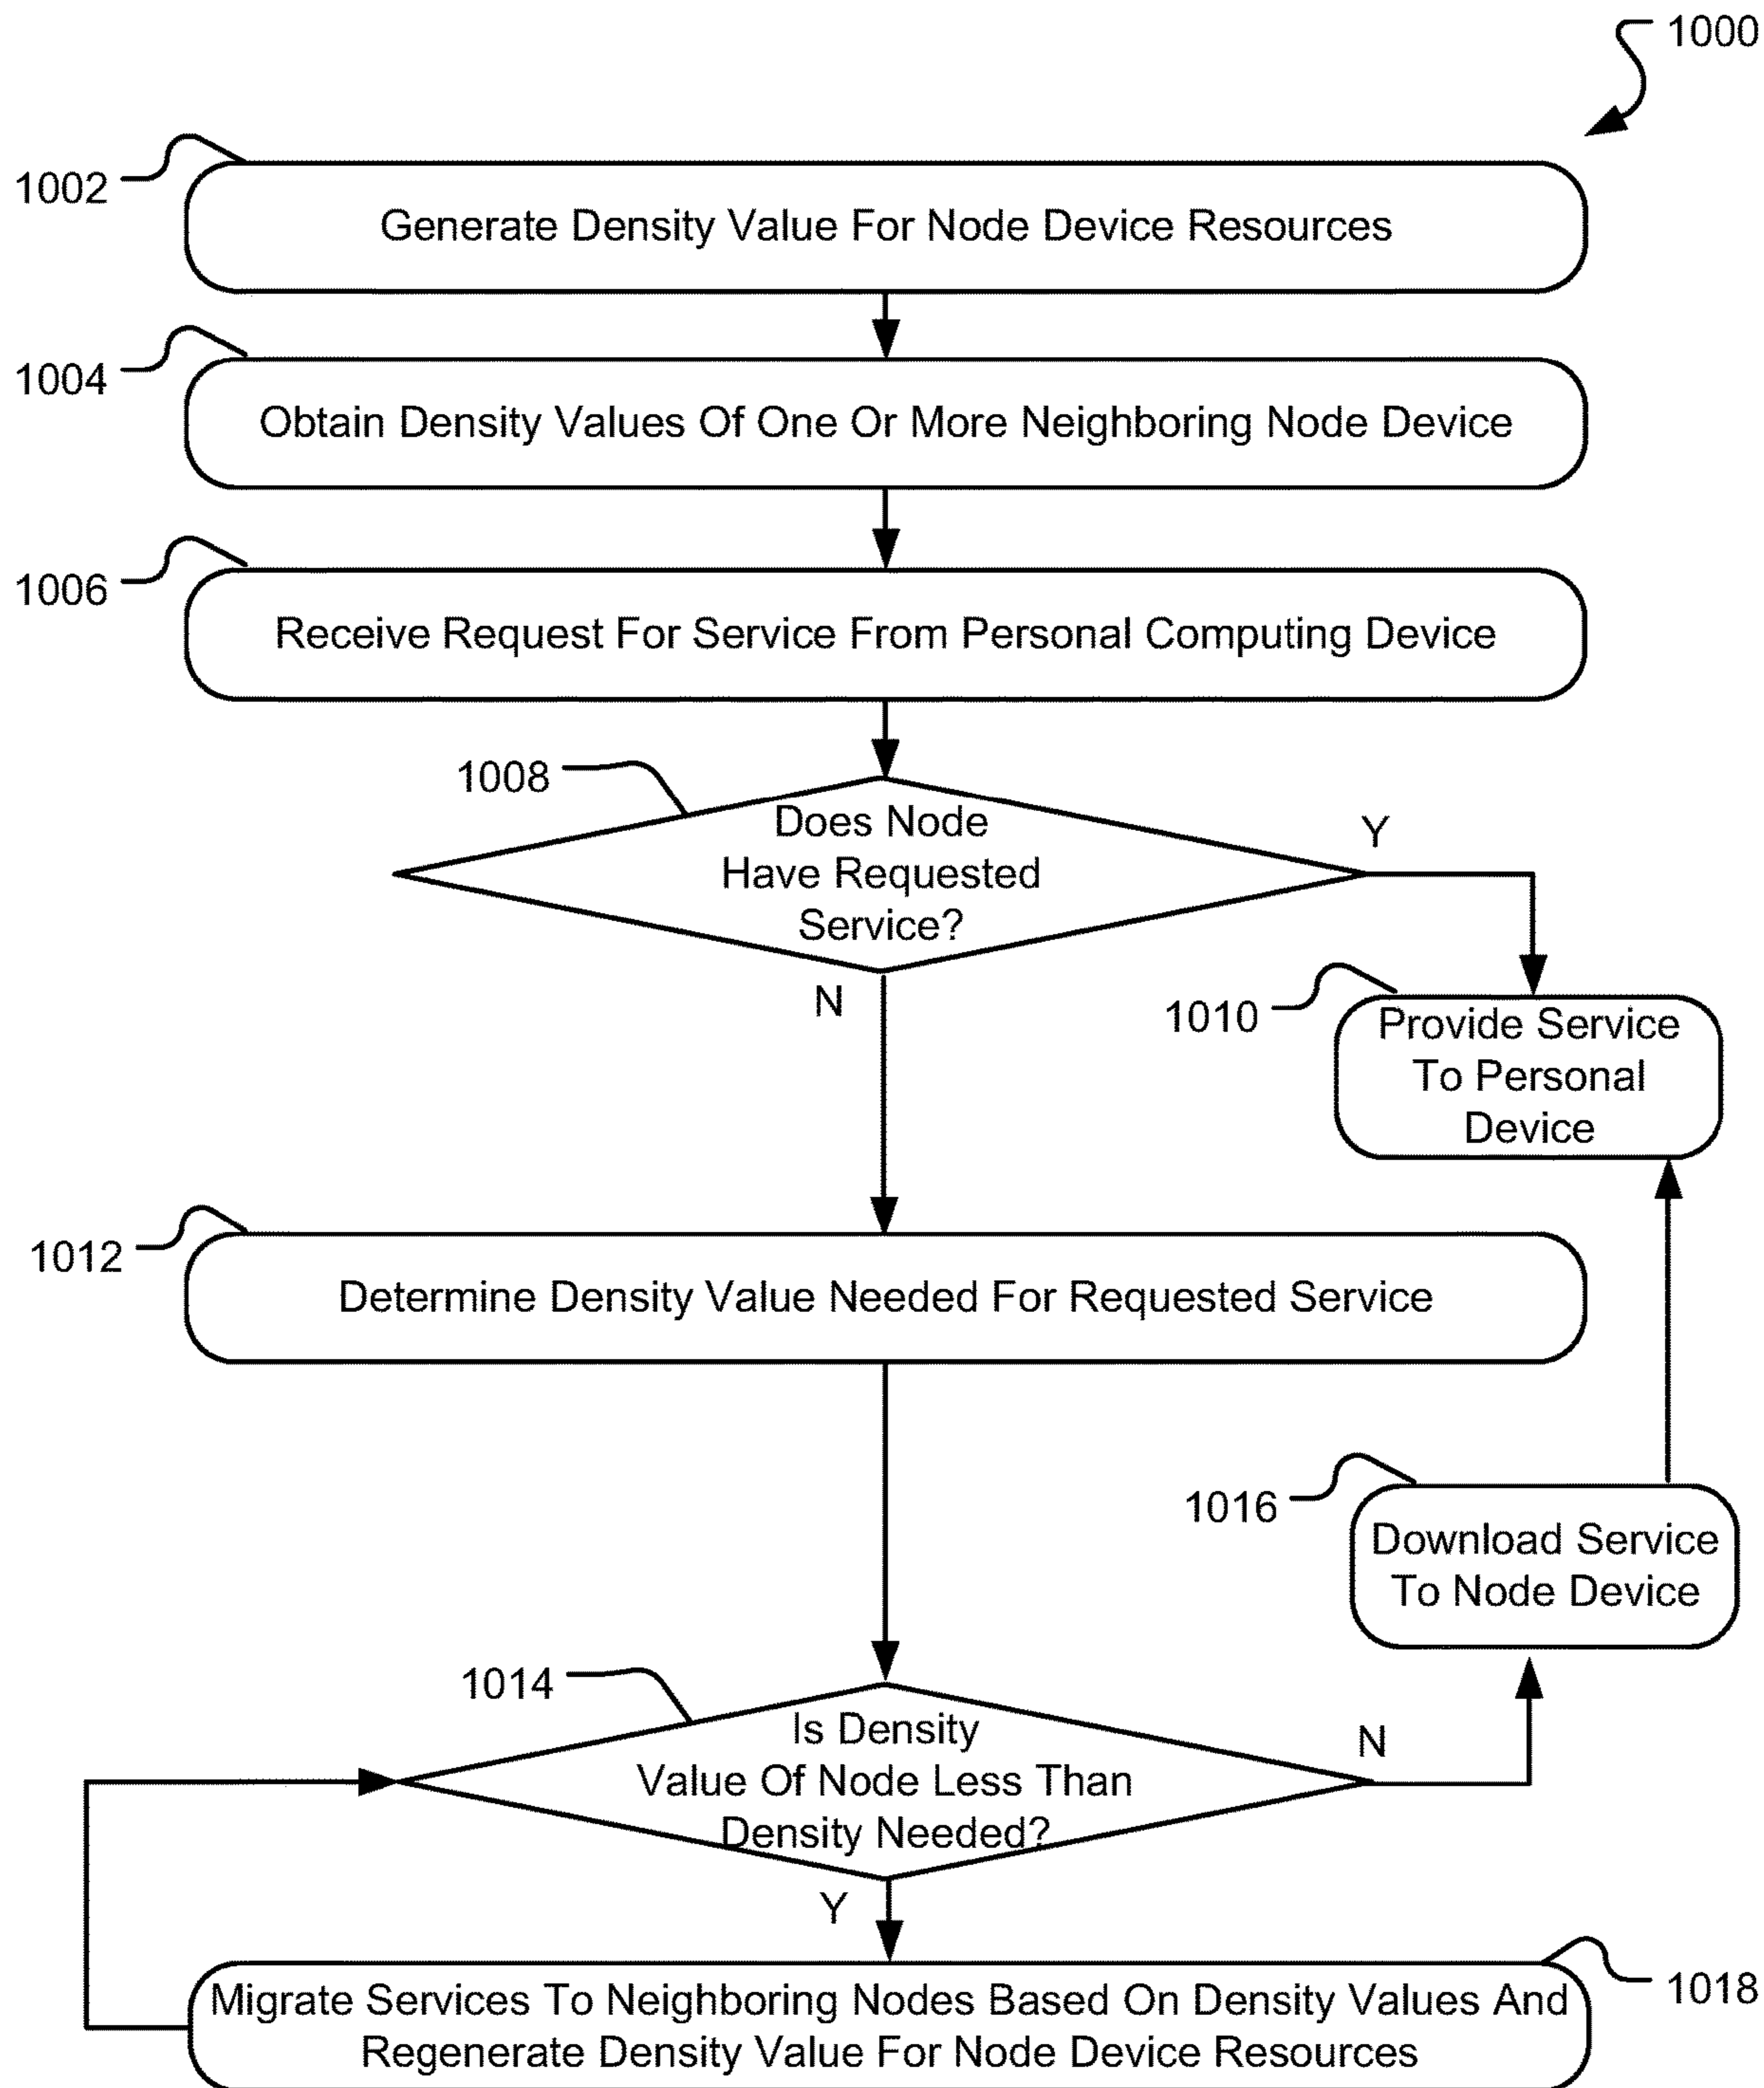 1000
1002
Generate Density Value For Node Device Resources
1004
Obtain Density Values Of One Or More Neighboring Node Device
1006
Receive Request For Service From Personal Computing Device
1008
Does Node
Have Requested
Service?
Y
N
1010
Provide Service
To Personal
Device
1012
Determine Density Value Needed For Requested Service
1016
Download Service
To Node Device
1014
Is Density
Value Of Node Less Than
Density Needed?
N
Y
1018
Migrate Services To Neighboring Nodes Based On Density Values And
Regenerate Density Value For Node Device Resources